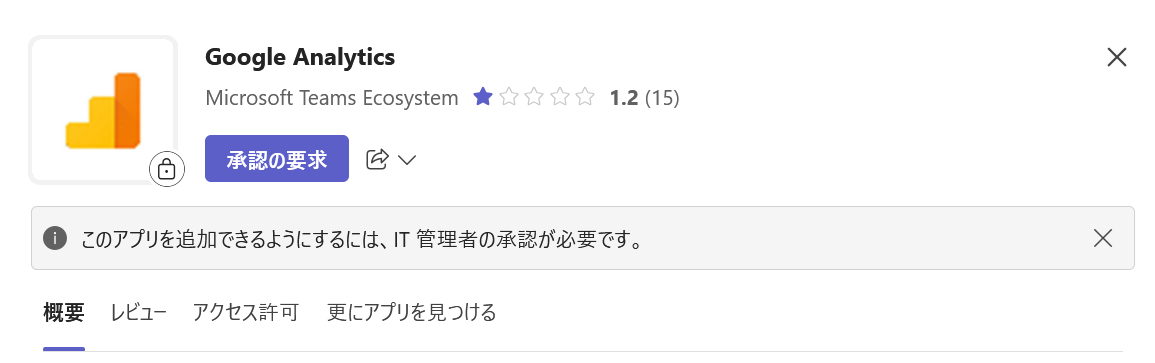 Google Analytics
Microsoft Teams Ecosystem 1.2 (15)
承認の要求
このアプリを追加できるようにするには、IT 管理者の承認が必要です。
概要 レビュー アクセス許可 更にアプリを見つける